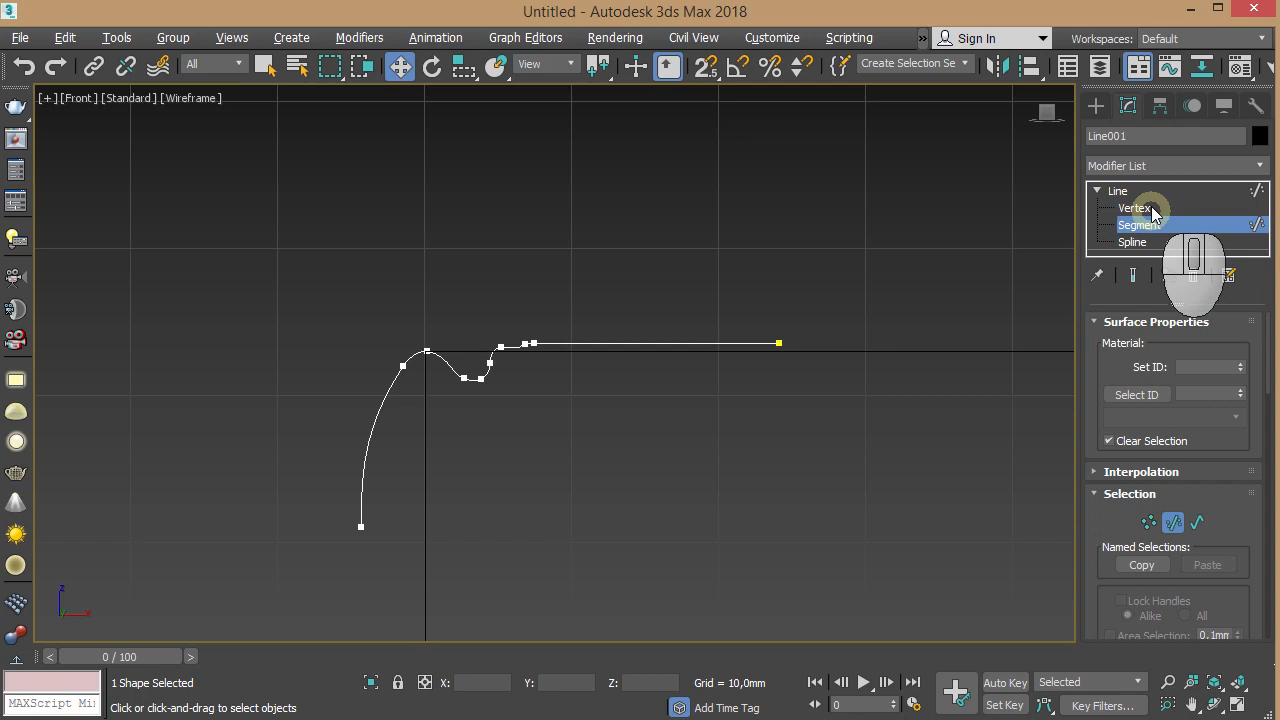 3
MAX
Untitled - Autodesk 3ds Max 2018
File Edit Tools Group Views Create Modifiers Animation Graph Editors Rendering Civil View Customize Scripting » Sign In Workspaces: Default
All View Create Selection Se
[+] [Front] [Standard] [Wireframe]
Line001
Modifier List
Line
Vertex
Segment
Spline
Surface Properties
Material:
Set ID:
Select ID
Clear Selection
Interpolation
Selection
Named Selections:
Copy Paste
Lock Handles
Alike All
Area Selection: 0,1mm
z
y x
< 0 / 100 >
1 Shape Selected X: Y: Z: Grid = 10,0mm Auto Key Selected
MAXScript Mi Click or click-and-drag to select objects Add Time Tag 0 Set Key Key Filters...